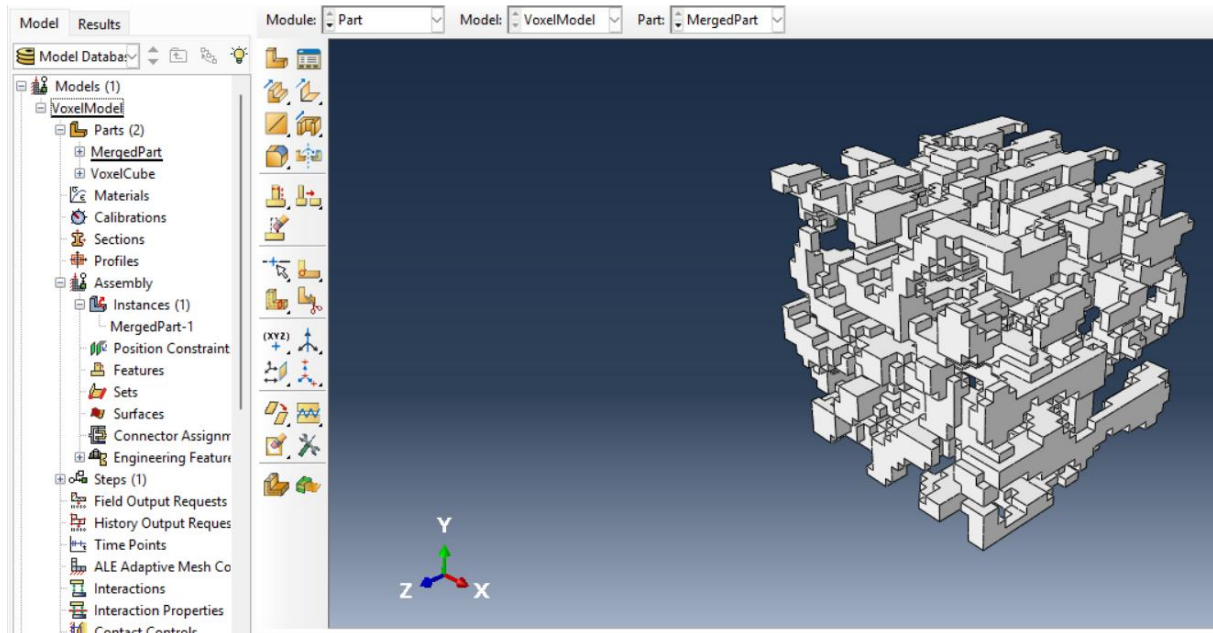 Model Results
Module: Part Model: VoxelModel Part: MergedPart
Model Databa
Models (1)
VoxelModel
Parts (2)
MergedPart
VoxelCube
Materials
Calibrations
Sections
Profiles
Assembly
Instances (1)
MergedPart-1
Position Constraint
Features
Sets
Surfaces
Connector Assignm
Engineering Feature
Steps (1)
Field Output Requests
History Output Reques
Time Points
ALE Adaptive Mesh Co
Interactions
Interaction Properties
Contact Controls
(XYZ)
Y
Z X